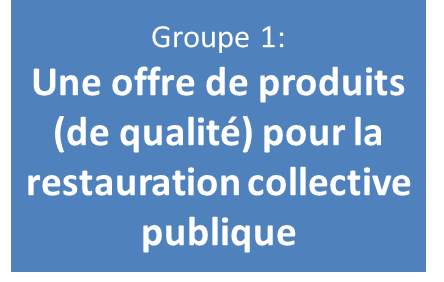 Groupe 1:
Une offre de produits
(de qualité) pour la
restauration collective
publique